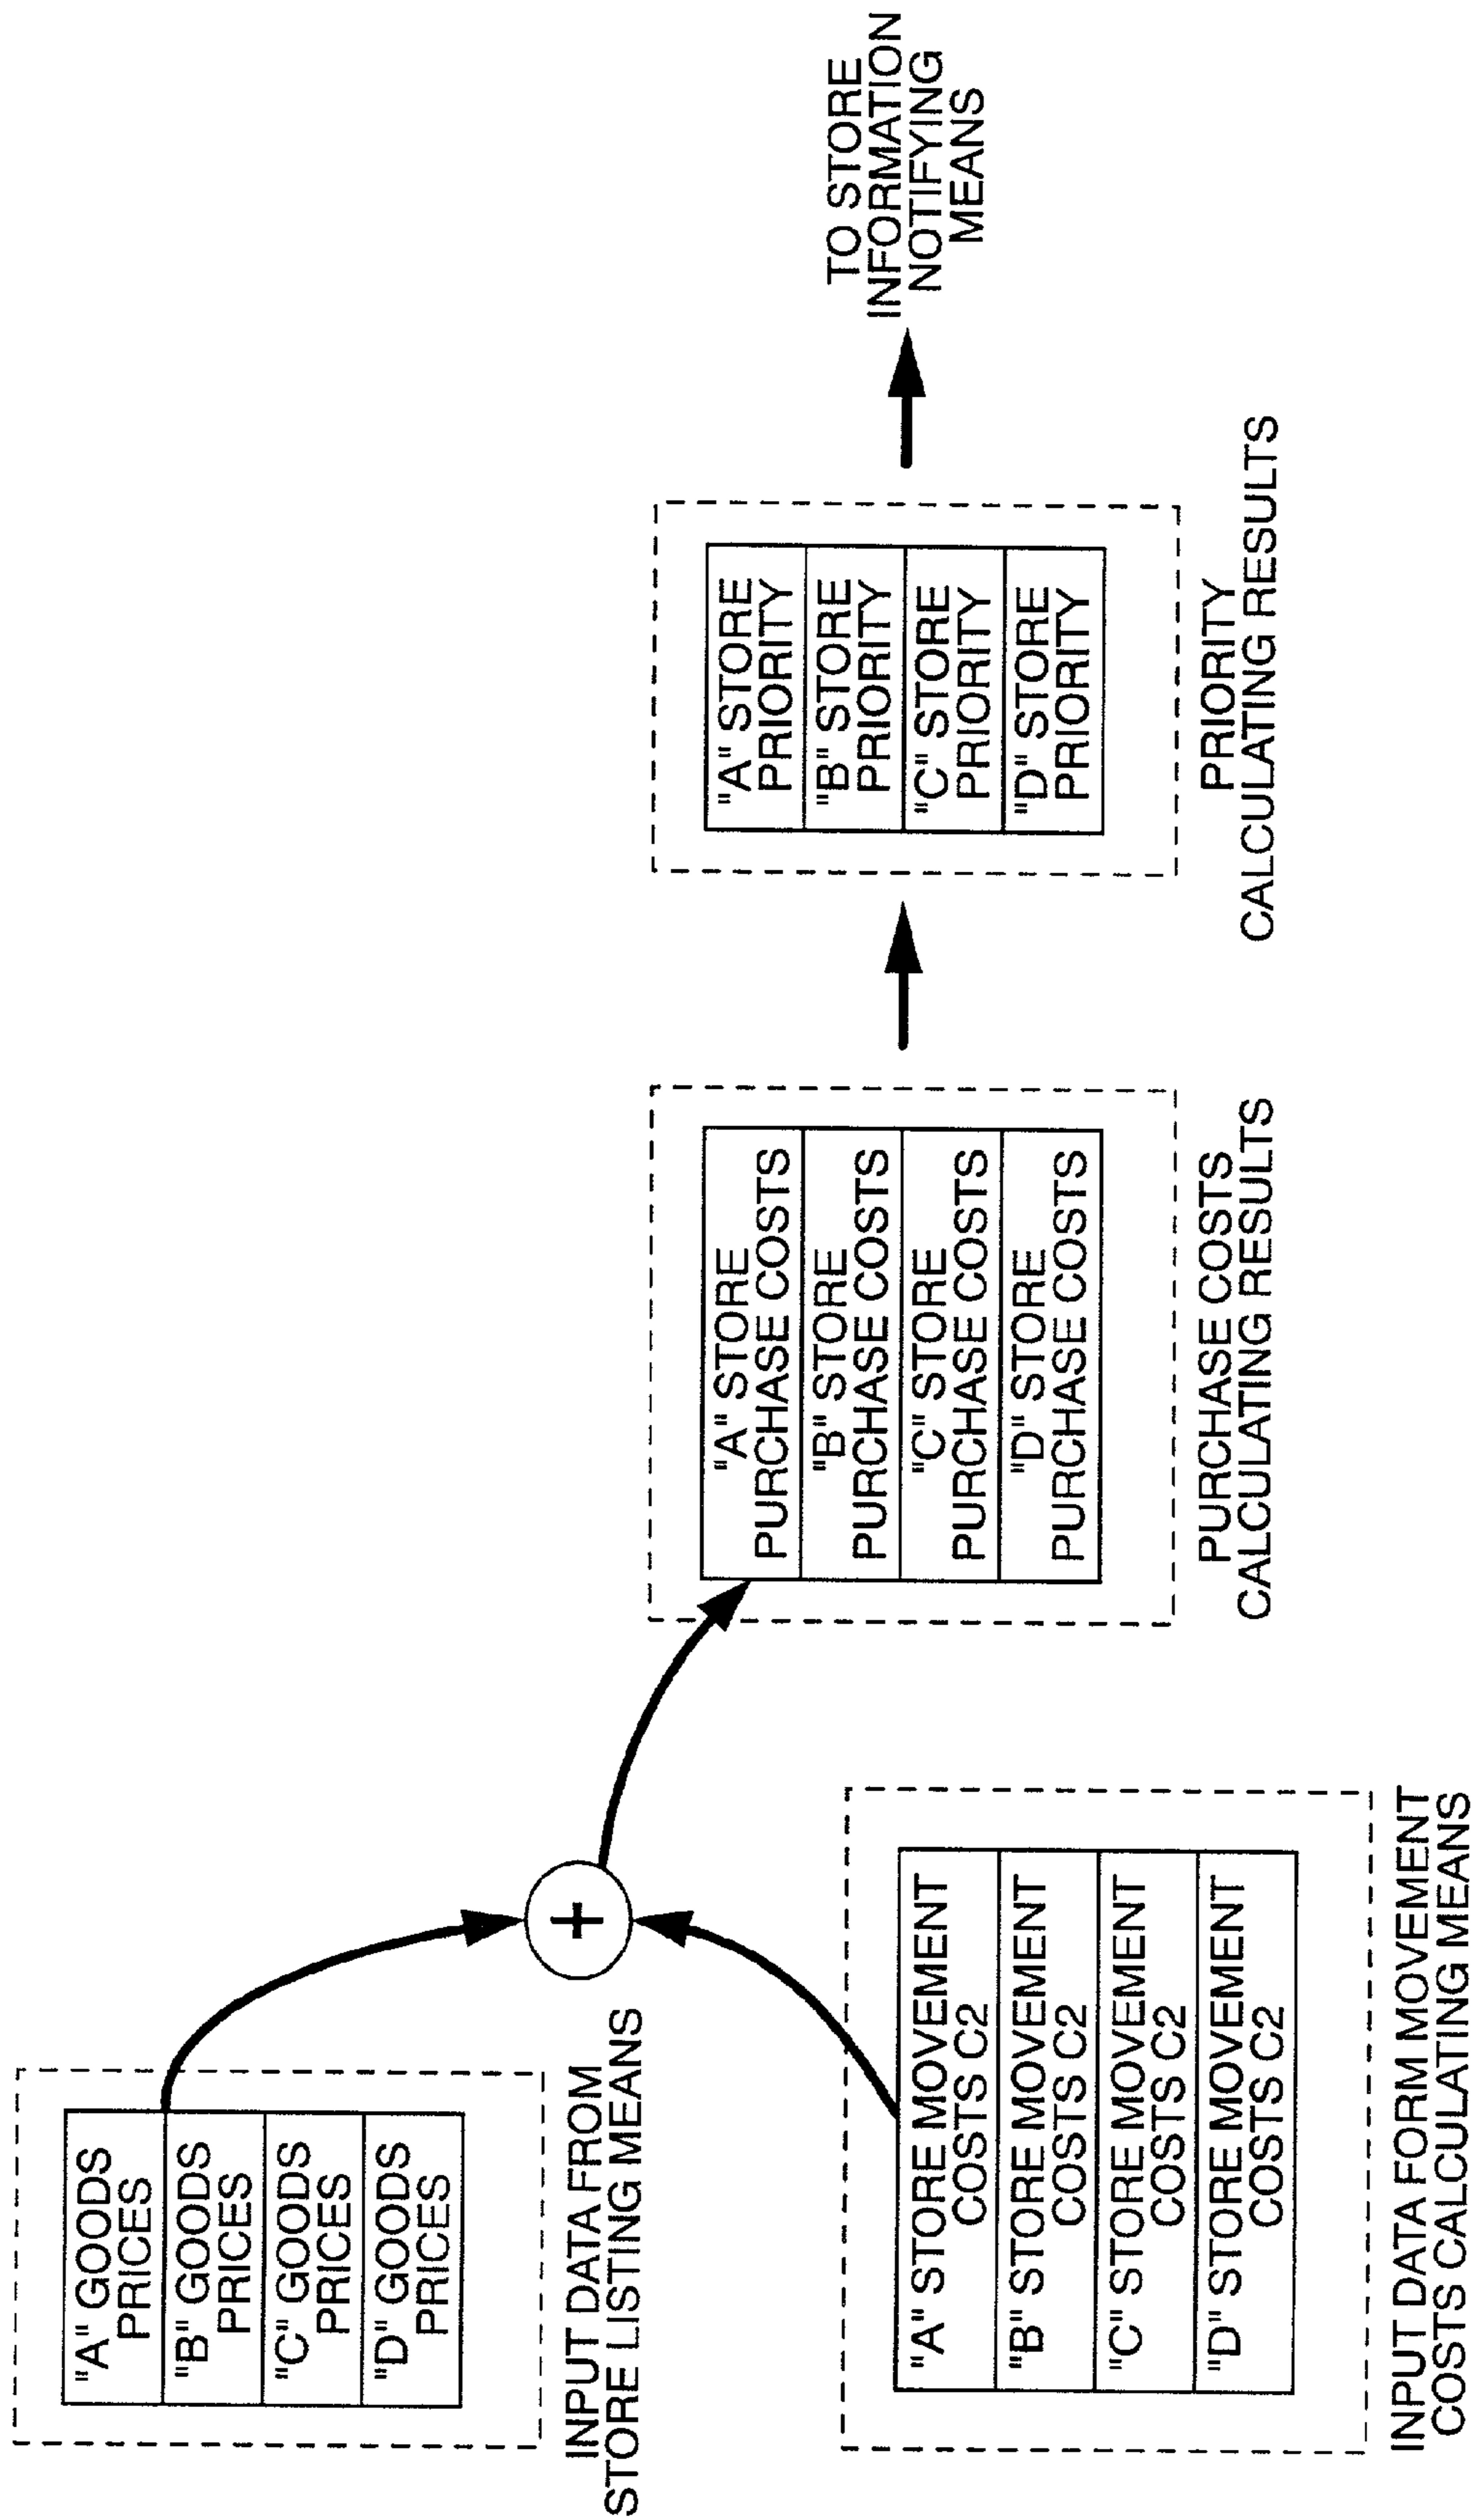 "A" GOODS
PRICES
"B" GOODS
PRICES
"C" GOODS
PRICES
"D" GOODS
PRICES
INPUT DATA FROM
STORE LISTING MEANS
+
"A" STORE MOVEMENT
COSTS C2
"B" STORE MOVEMENT
COSTS C2
"C" STORE MOVEMENT
COSTS C2
"D" STORE MOVEMENT
COSTS C2
INPUT DATA FORM MOVEMENT
COSTS CALCULATING MEANS
"A" STORE
PURCHASE COSTS
"B" STORE
PURCHASE COSTS
"C" STORE
PURCHASE COSTS
"D" STORE
PURCHASE COSTS
PURCHASE COSTS
CALCULATING RESULTS
"A" STORE
PRIORITY
"B" STORE
PRIORITY
"C" STORE
PRIORITY
"D" STORE
PRIORITY
PRIORITY
CALCULATING RESULTS
TO STORE
INFORMATION
NOTIFYING
MEANS